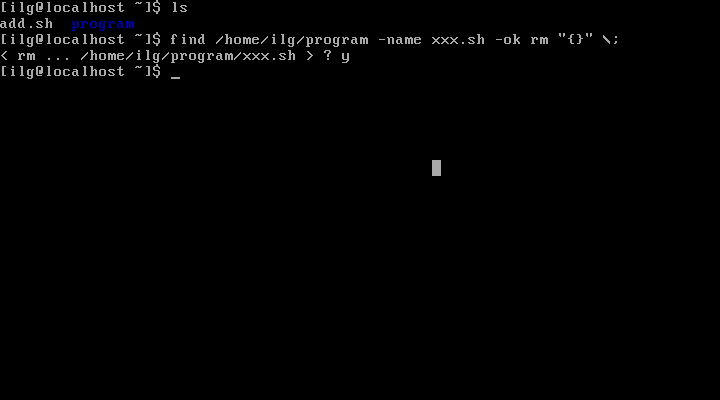 [ilg@localhost ~]$ ls
add.sh  program
[ilg@localhost ~]$ find /home/ilg/program -name xxx.sh -ok rm "{}" \;
< rm ... /home/ilg/program/xxx.sh > ? y
[ilg@localhost ~]$ _